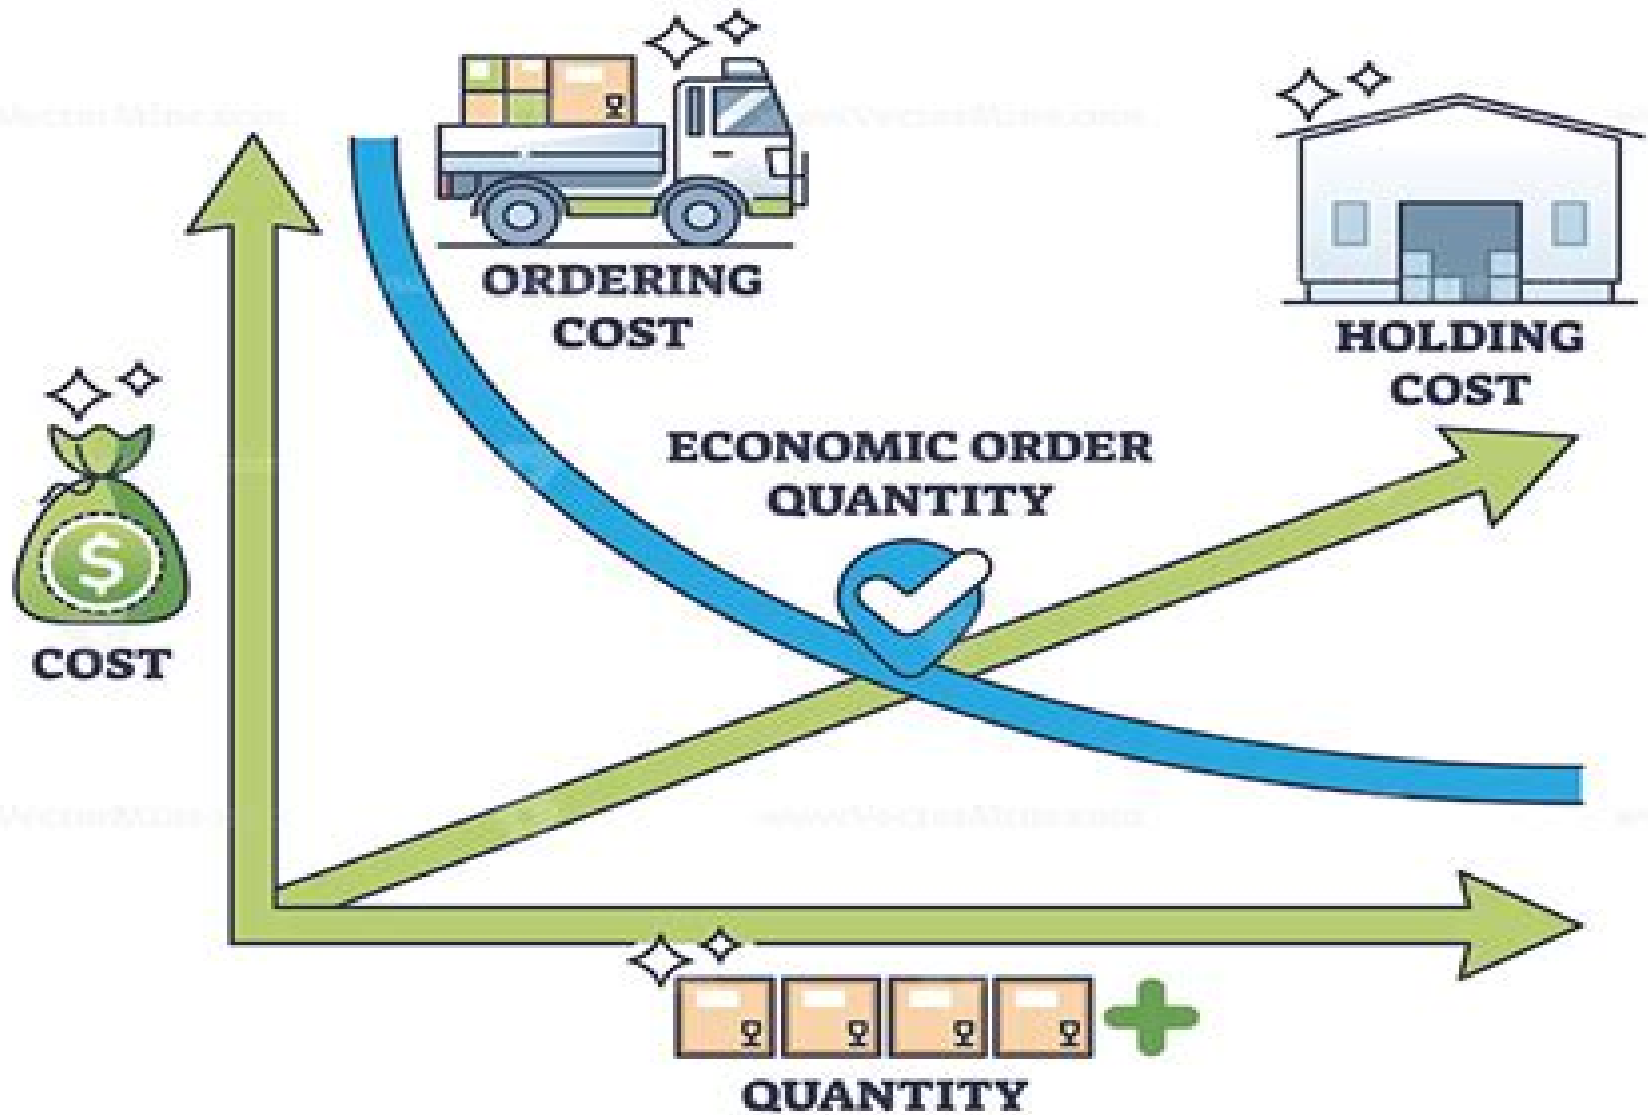 ORDERING
COST
HOLDING
COST
ECONOMIC ORDER
QUANTITY
$
COST
QUANTITY